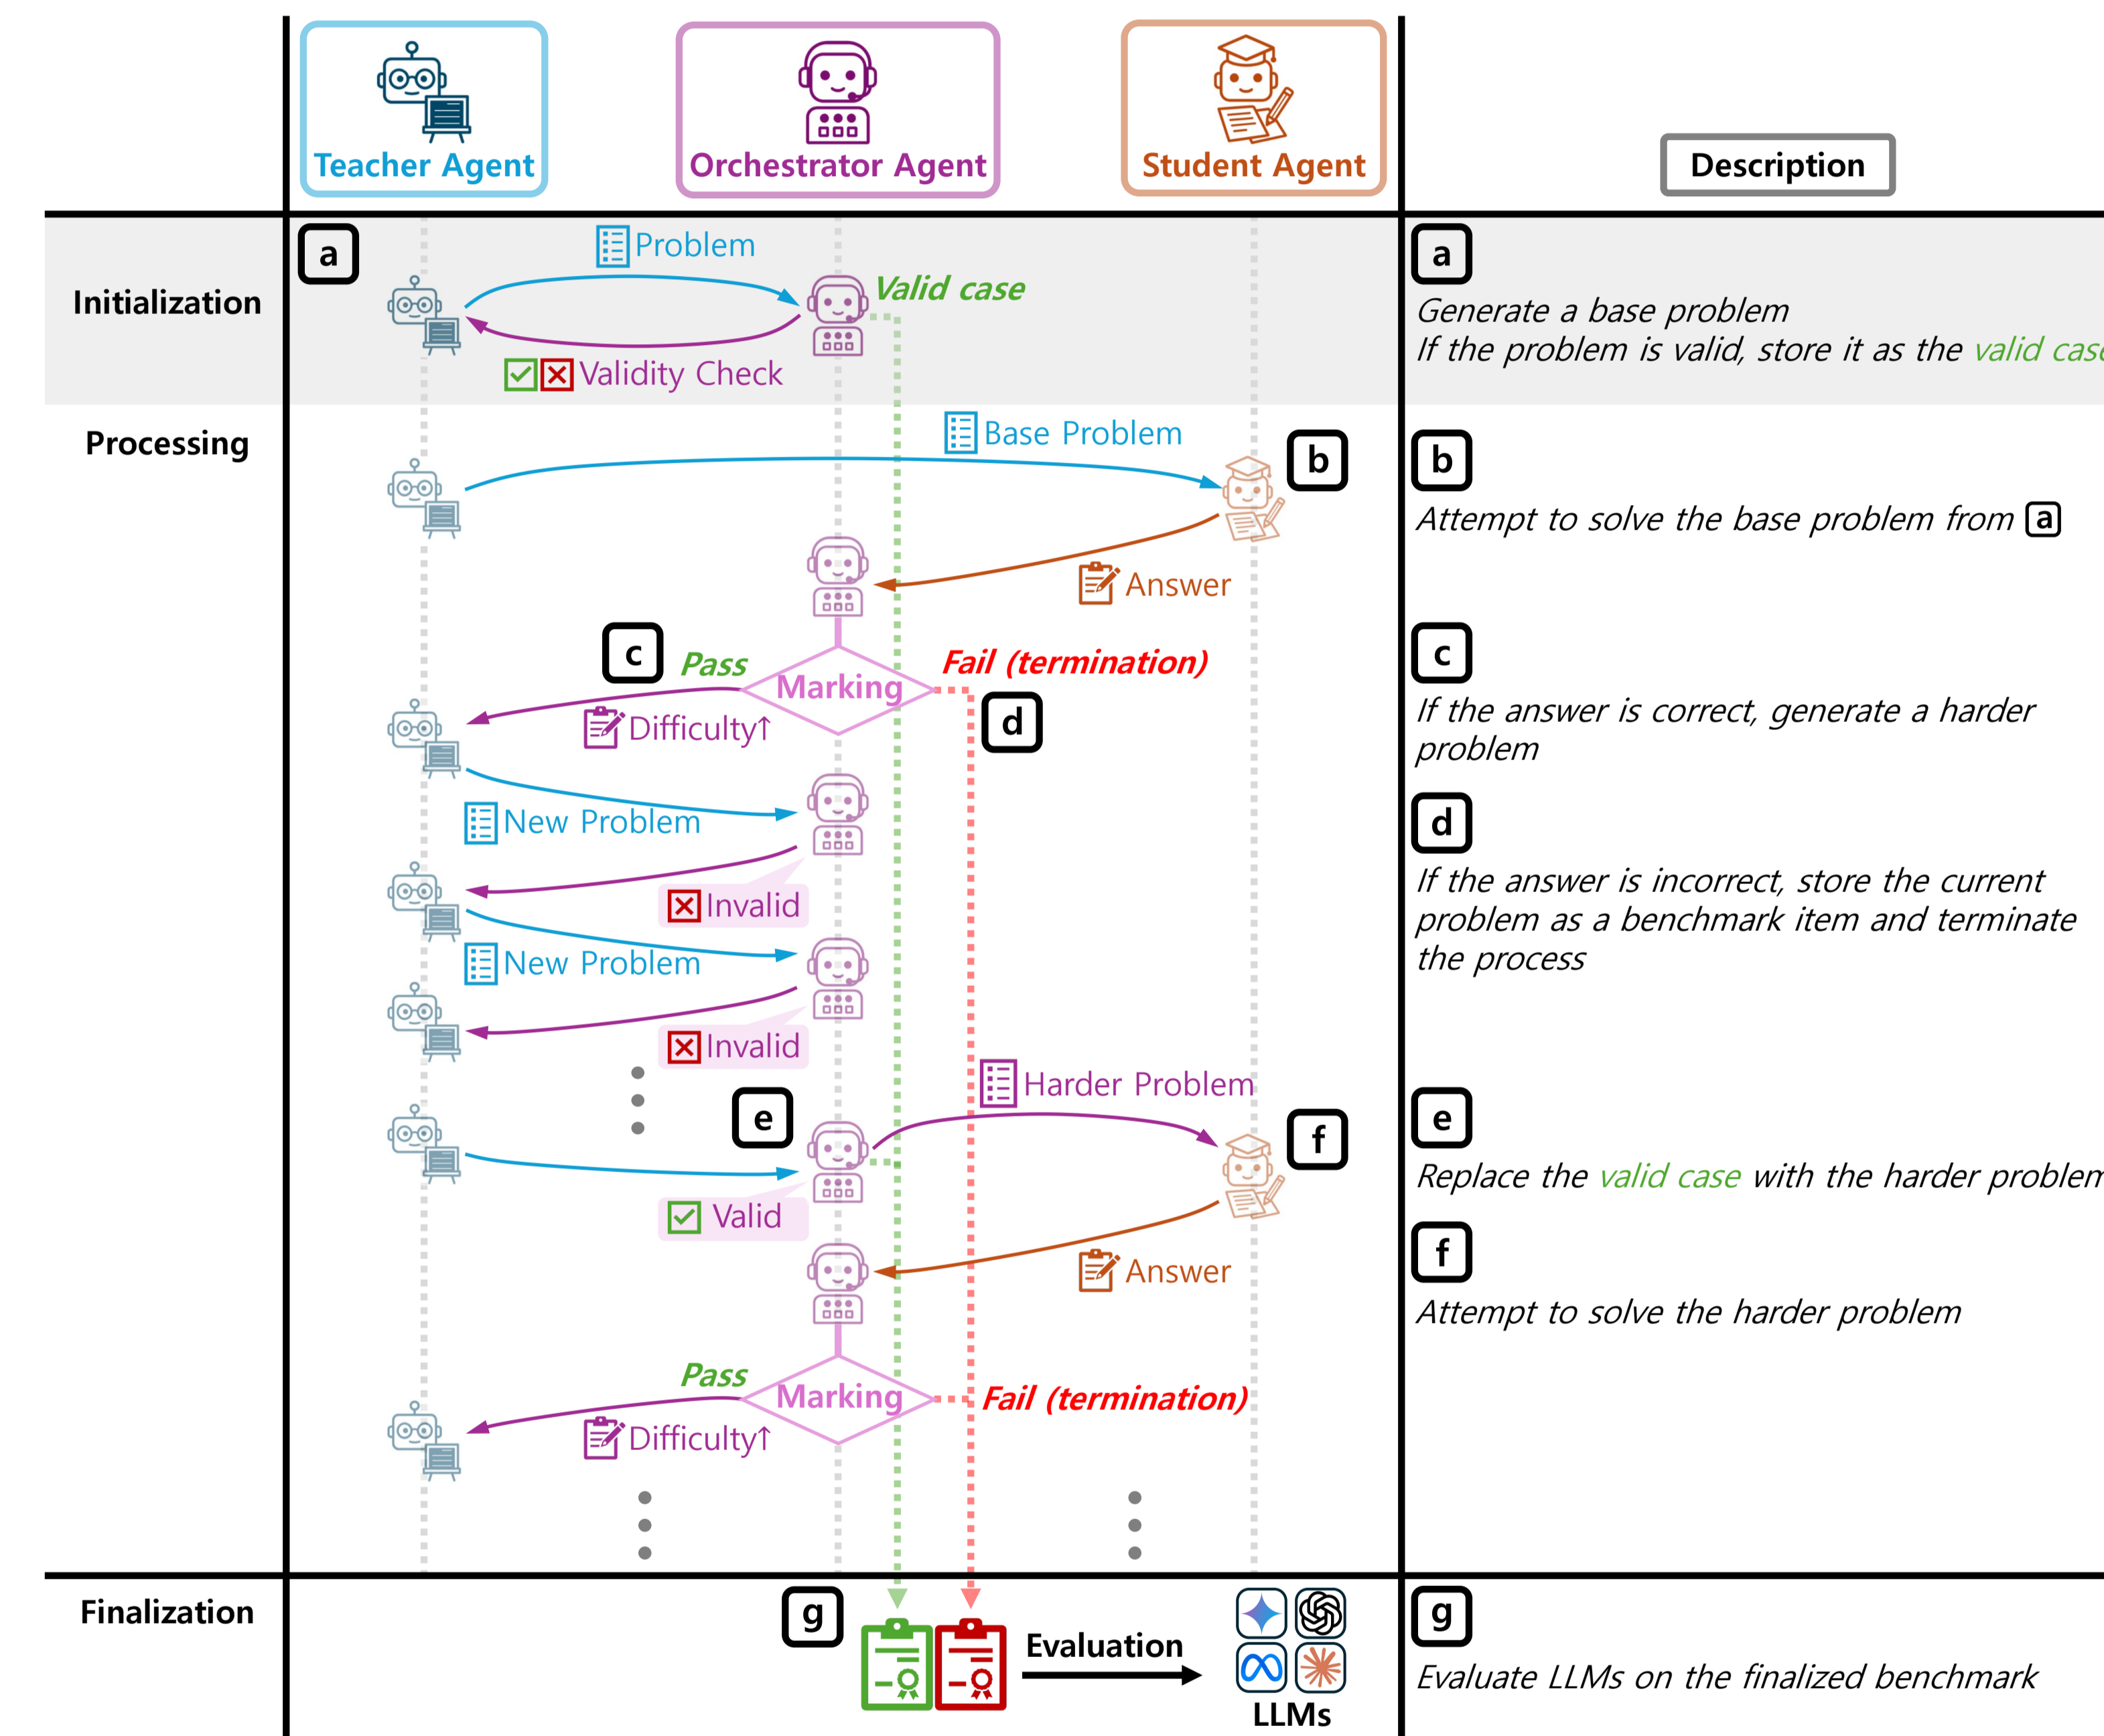 Teacher Agent
Orchestrator Agent
Student Agent
Description
Initialization
a
Problem
Valid case
Validity Check
a
Generate a base problem
If the problem is valid, store it as the valid case
Processing
Base Problem
b
Answer
b
Attempt to solve the base problem from a
c
Pass
Marking
Fail (termination)
Difficulty↑
d
c
If the answer is correct, generate a harder
problem
New Problem
Invalid
New Problem
Invalid
d
If the answer is incorrect, store the current
problem as a benchmark item and terminate
the process
e
Harder Problem
f
Valid
Answer
e
Replace the valid case with the harder problem
f
Attempt to solve the harder problem
Pass
Marking
Fail (termination)
Difficulty↑
Finalization
g
Evaluation
LLMs
g
Evaluate LLMs on the finalized benchmark